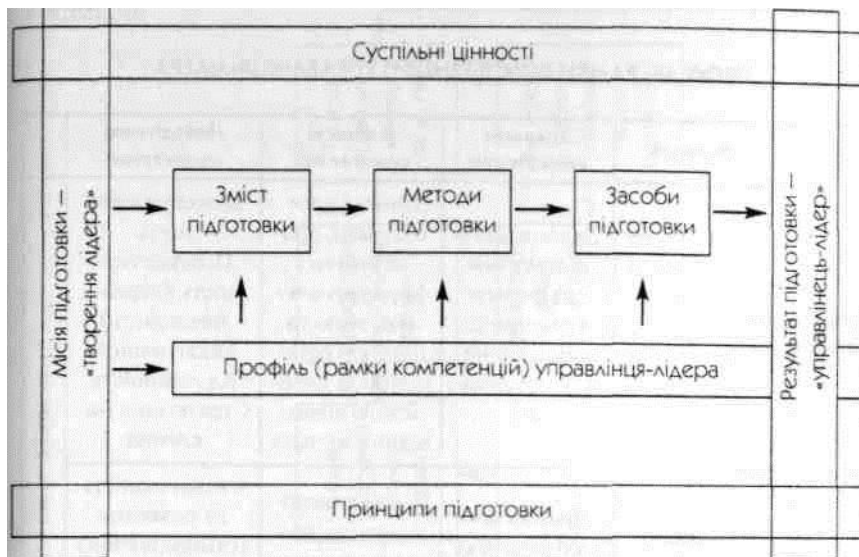 Суспільні цінності
Місія підготовки —
«творення лідера»
Зміст
підготовки
Методи
підготовки
Засоби
підготовки
Профіль (рамки компетенцій) управлінця-лідера
Результат підготовки —
«управлінець-лідер»
Принципи підготовки